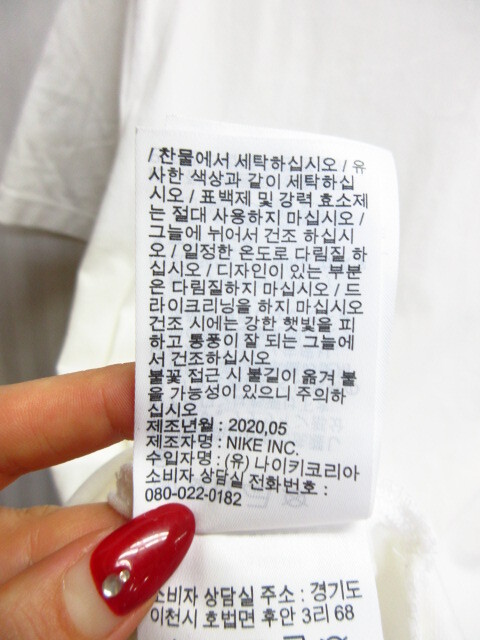 / 찬물에서 세탁하십시오 / 유
사한 색상과 같이 세탁하십
시오 / 표백제 및 강력 효소제
는 절대 사용하지 마십시오 /
그늘에 뉘어서 건조 하십시
오 / 일정한 온도로 다림질 하
십시오 / 디자인이 있는 부분
은 다림질하지 마십시오 / 드
라이크리닝을 하지 마십시오
건조 시에는 강한 햇빛을 피
하고 통풍이 잘 되는 그늘에
서 건조하십시오
불꽃 접근 시 불길이 옮겨 붙
을 가능성이 있으니 주의하
십시오
제조년월 : 2020,05
제조자명 : NIKE INC.
수입자명 : (유) 나이키코리아
소비자 상담실 전화번호 :
080-022-0182
소비자 상담실 주소 : 경기도
이천시 호법면 후안 3리 68